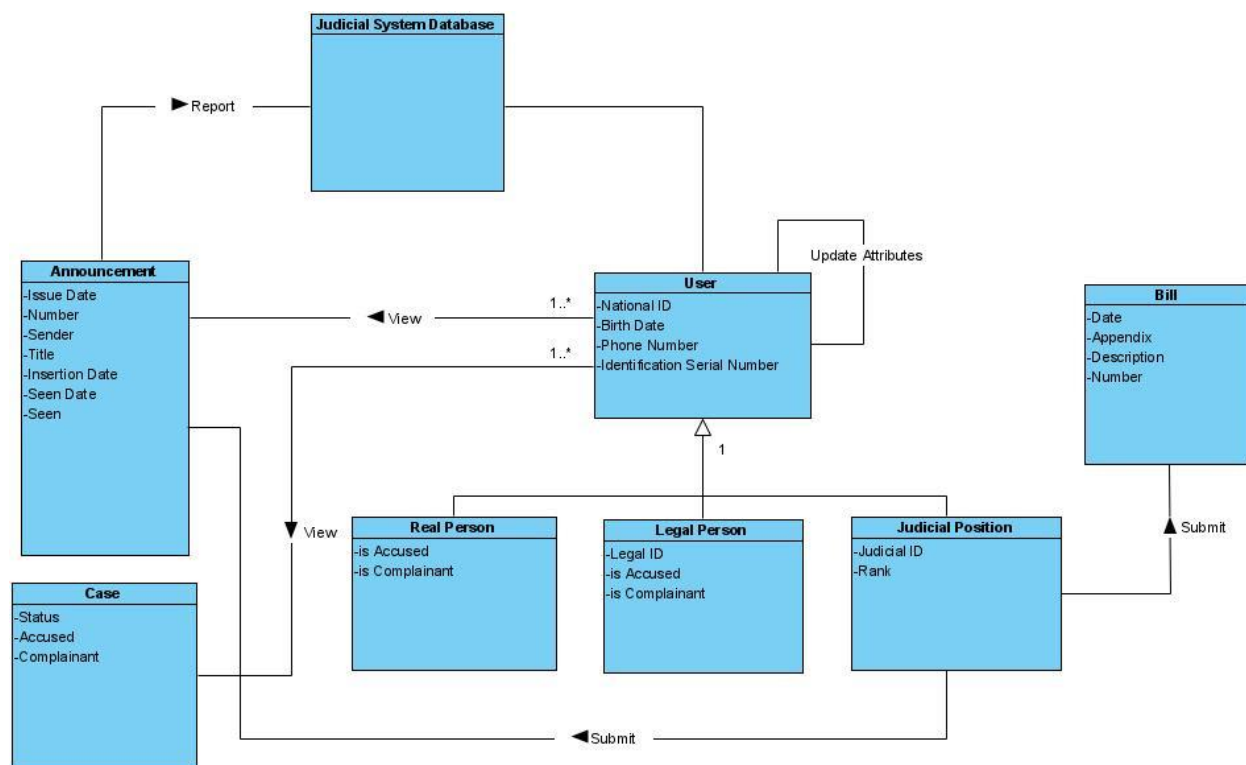 Judicial System Database
Report
Announcement
-Issue Date
-Number
-Sender
-Title
-Insertion Date
-Seen Date
-Seen
View
1..*
1..*
User
-National ID
-Birth Date
-Phone Number
-Identification Serial Number
Update Attributes
Bill
-Date
-Appendix
-Description
-Number
1
View
Real Person
-is Accused
-is Complainant
Legal Person
-Legal ID
-is Accused
-is Complainant
Judicial Position
-Judicial ID
-Rank
Submit
Case
-Status
-Accused
-Complainant
Submit